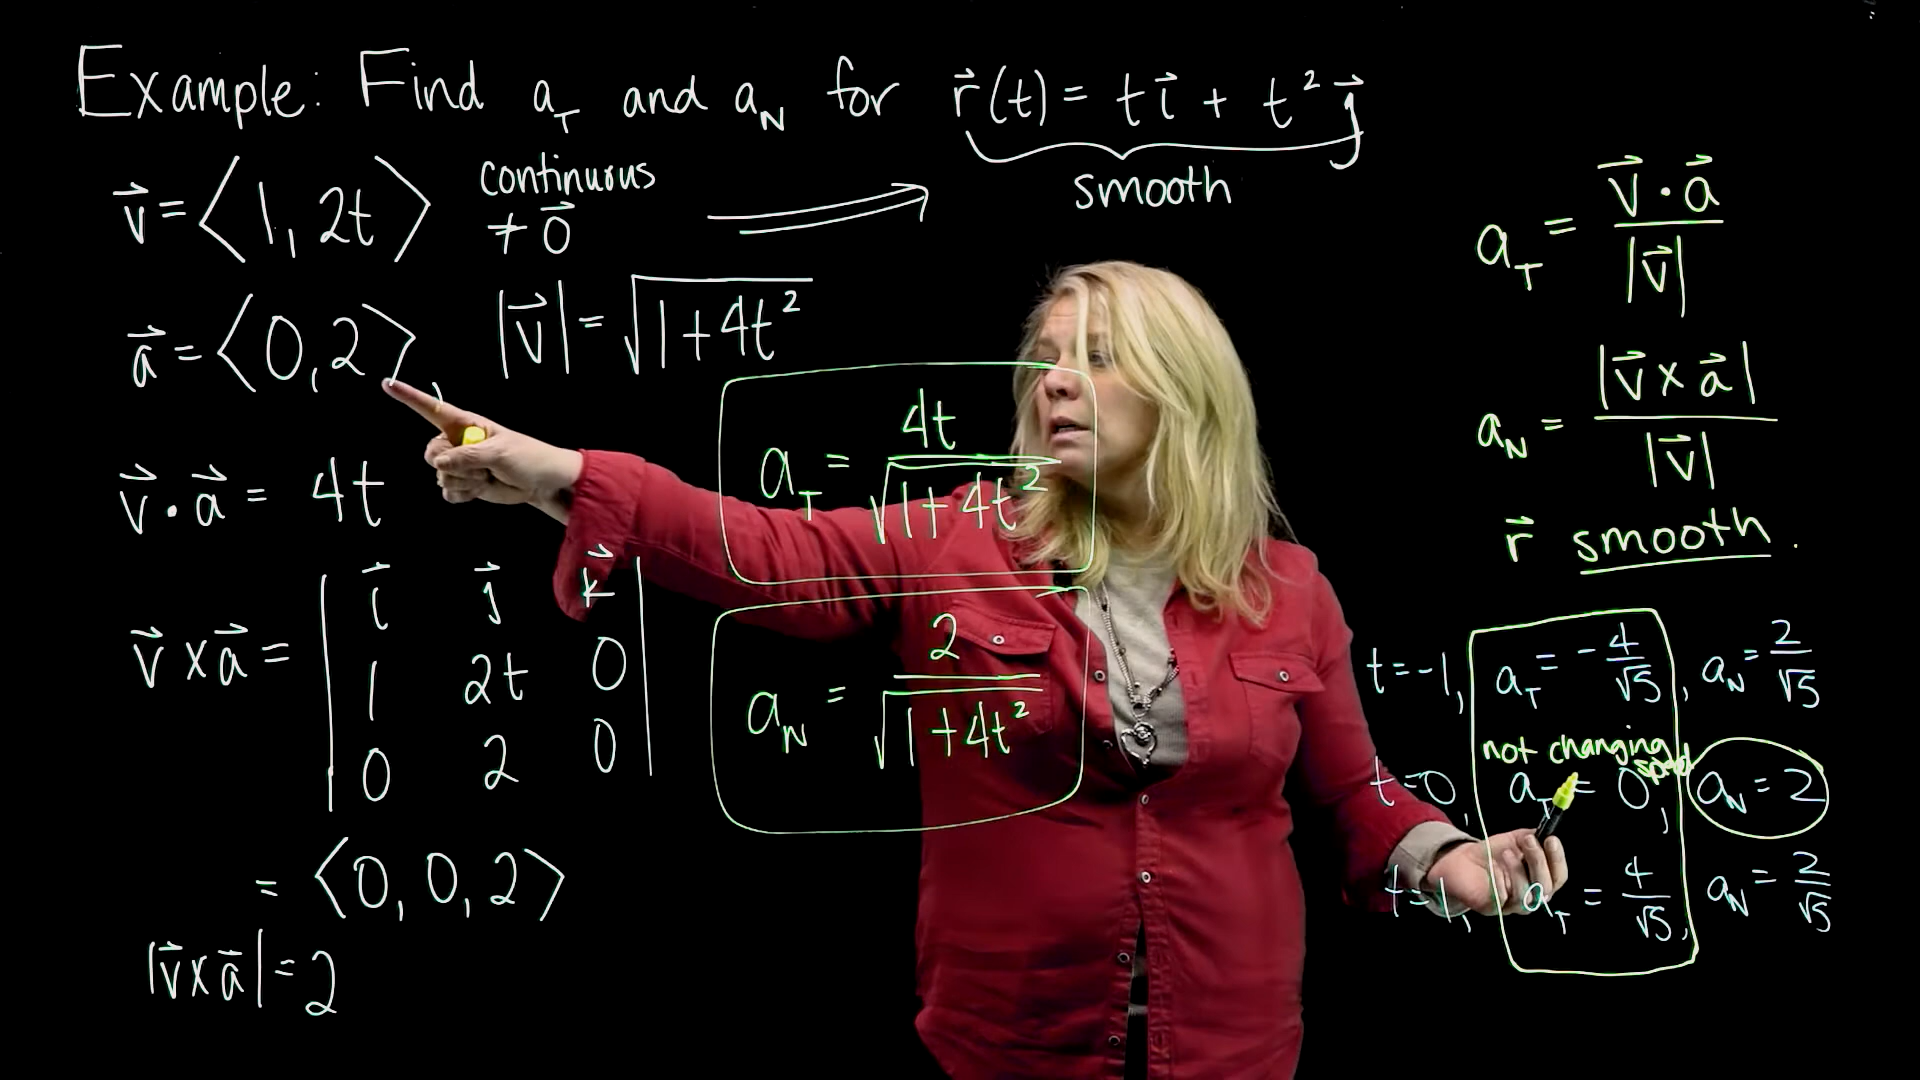 Example: Find a_T and a_N for r⃗(t) = t i⃗ + t² j⃗
v⃗ = ⟨1, 2t⟩
continuous
≠ 0⃗
⟹
smooth
a⃗ = ⟨0, 2⟩,
|v⃗| = √(1+4t²)
v⃗ · a⃗ = 4t
v⃗ × a⃗ =
| i⃗ j⃗ k⃗ |
| 1 2t 0 |
| 0 2 0 |
= ⟨0, 0, 2⟩
|v⃗ × a⃗| = 2
a_T = 4t / √(1+4t²)
a_N = 2 / √(1+4t²)
a_T = v⃗ · a⃗ / |v⃗|
a_N = |v⃗ × a⃗| / |v⃗|
r⃗ smooth.
t = -1, a_T = -4/√5, a_N = 2/√5
not changing
speed
t = 0, a_T = 0, a_N = 2
t = 1, a_T = 4/√5, a_N = 2/√5